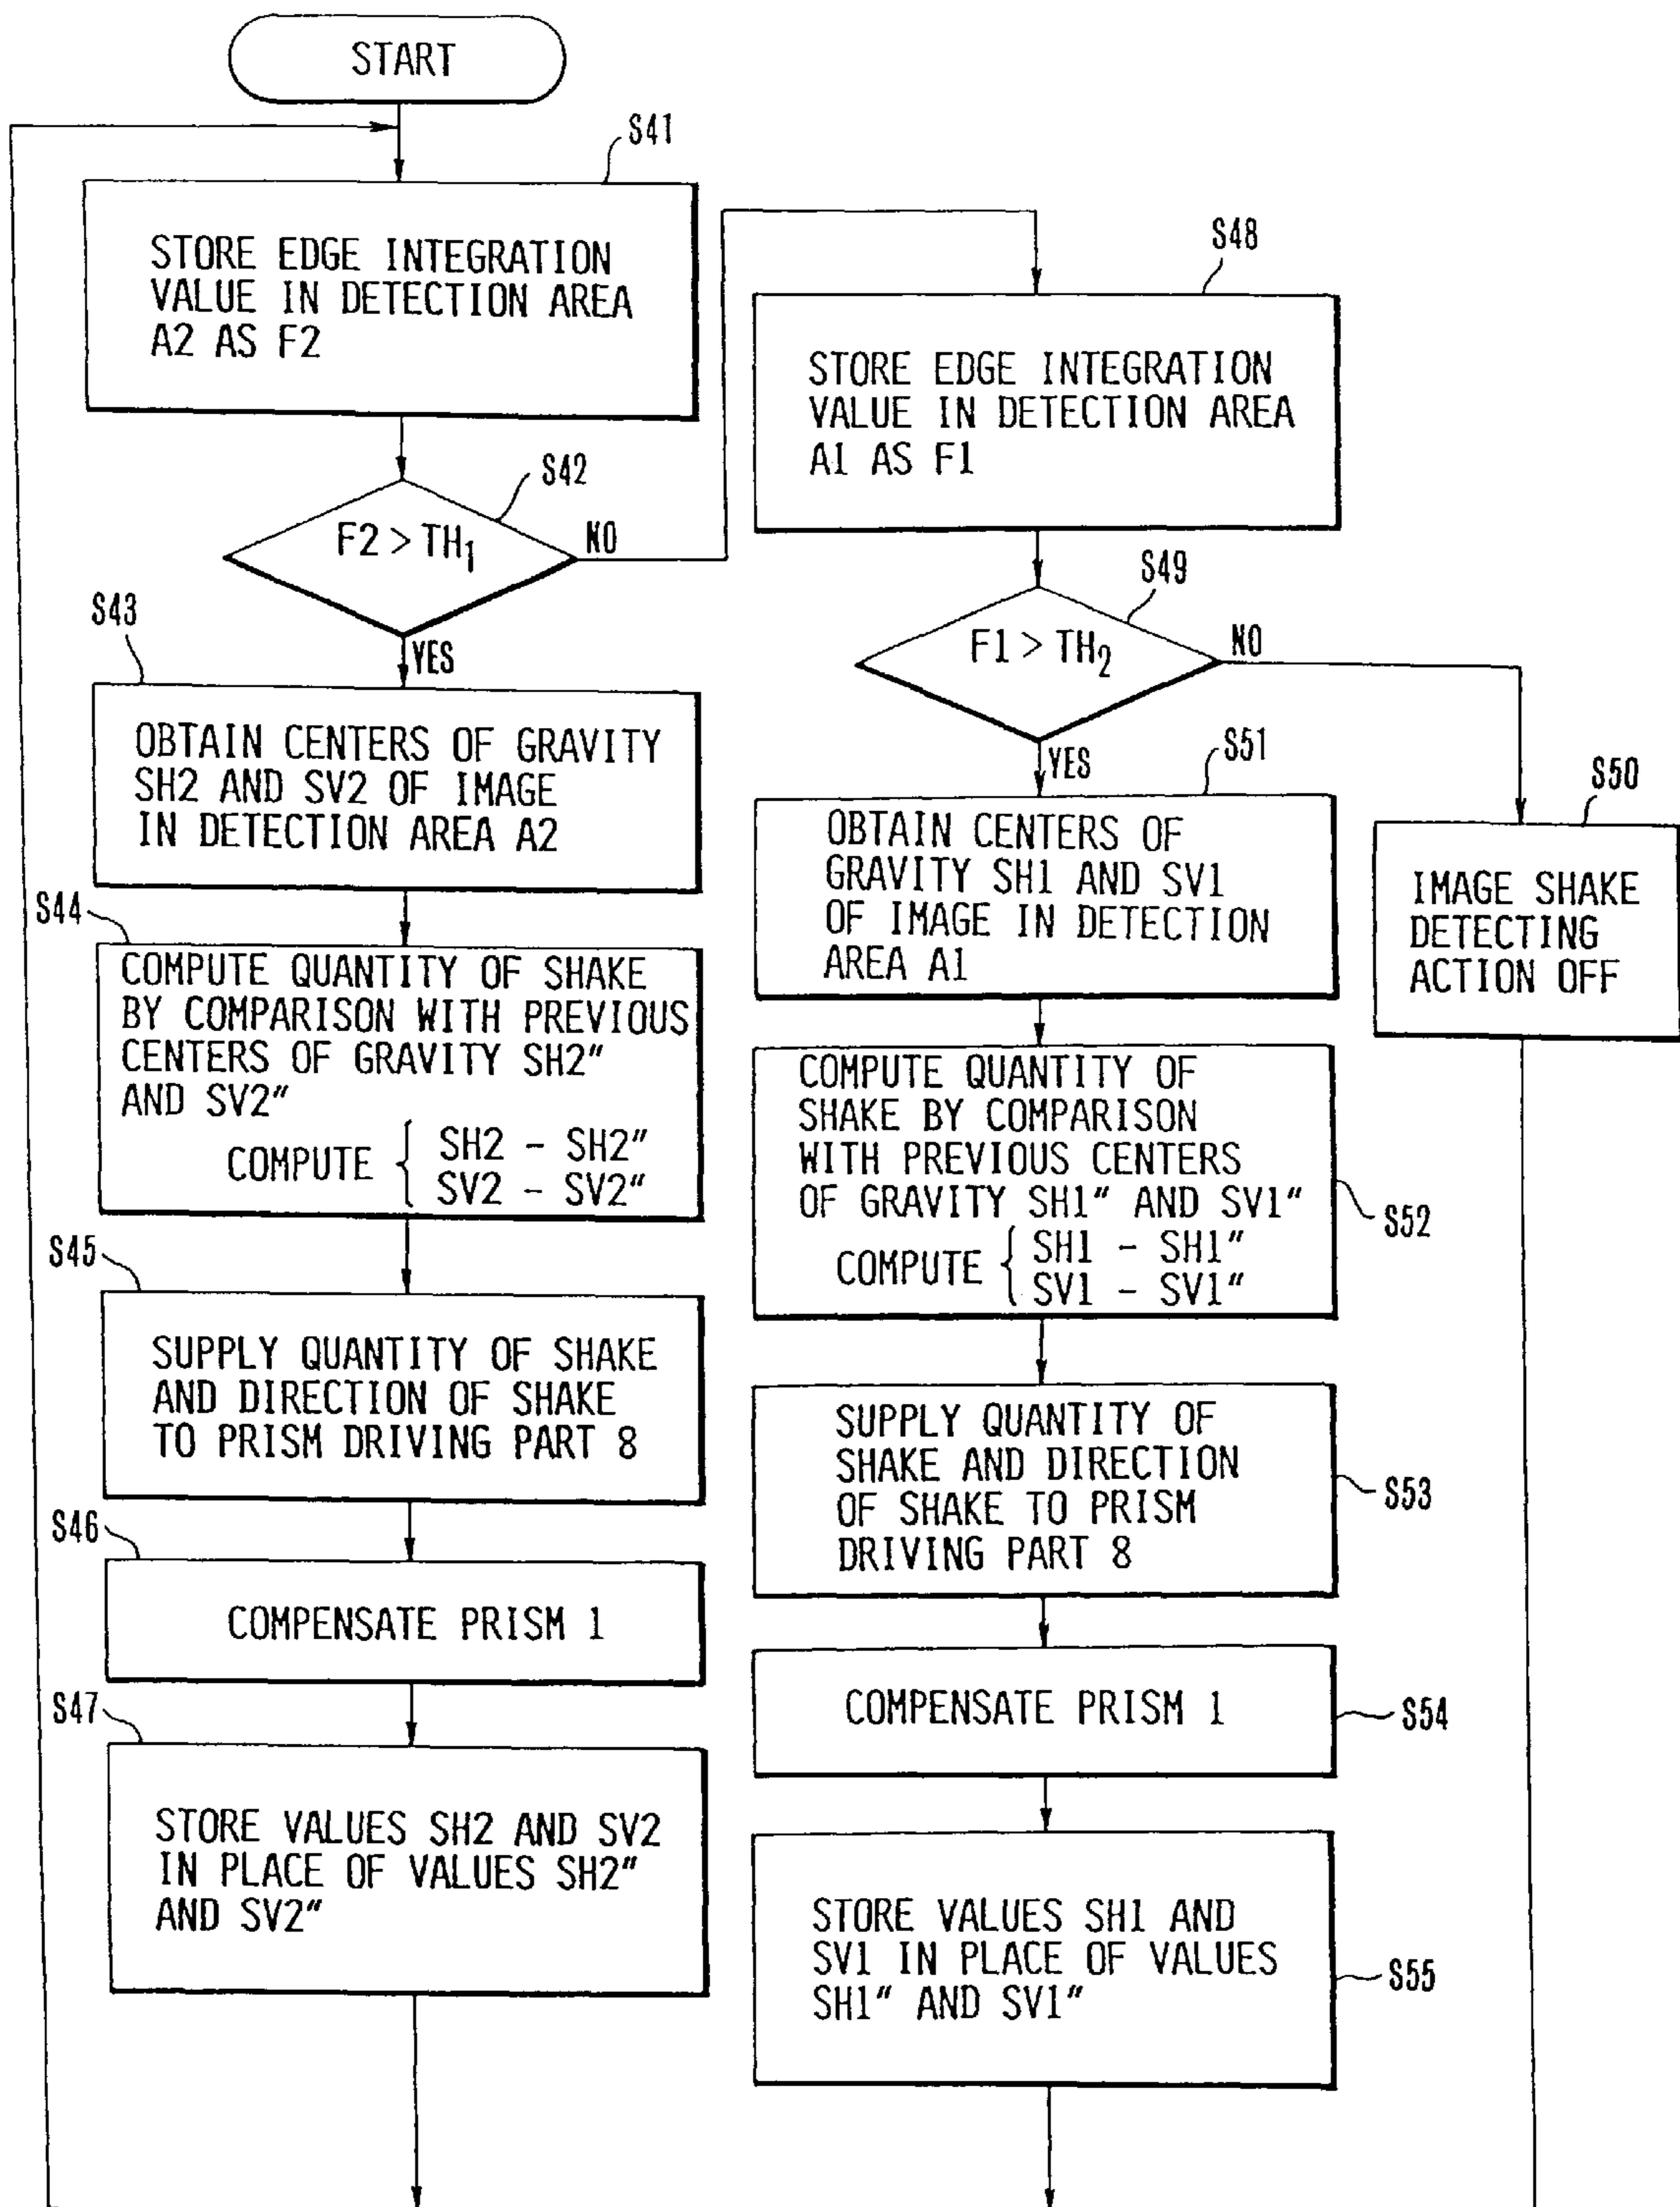 START
S41
STORE EDGE INTEGRATION
VALUE IN DETECTION AREA
A2 AS F2
S42
F2 > TH1
NO
YES
S43
OBTAIN CENTERS OF GRAVITY
SH2 AND SV2 OF IMAGE
IN DETECTION AREA A2
S44
COMPUTE QUANTITY OF SHAKE
BY COMPARISON WITH PREVIOUS
CENTERS OF GRAVITY SH2″
AND SV2″
COMPUTE { SH2 - SH2″
SV2 - SV2″
S45
SUPPLY QUANTITY OF SHAKE
AND DIRECTION OF SHAKE
TO PRISM DRIVING PART 8
S46
COMPENSATE PRISM 1
S47
STORE VALUES SH2 AND SV2
IN PLACE OF VALUES SH2″
AND SV2″
S48
STORE EDGE INTEGRATION
VALUE IN DETECTION AREA
A1 AS F1
S49
F1 > TH2
NO
YES
S50
IMAGE SHAKE
DETECTING
ACTION OFF
S51
OBTAIN CENTERS OF
GRAVITY SH1 AND SV1
OF IMAGE IN DETECTION
AREA A1
S52
COMPUTE QUANTITY OF
SHAKE BY COMPARISON
WITH PREVIOUS CENTERS
OF GRAVITY SH1″ AND SV1″
COMPUTE { SH1 - SH1″
SV1 - SV1″
S53
SUPPLY QUANTITY OF
SHAKE AND DIRECTION
OF SHAKE TO PRISM
DRIVING PART 8
S54
COMPENSATE PRISM 1
S55
STORE VALUES SH1 AND
SV1 IN PLACE OF VALUES
SH1″ AND SV1″